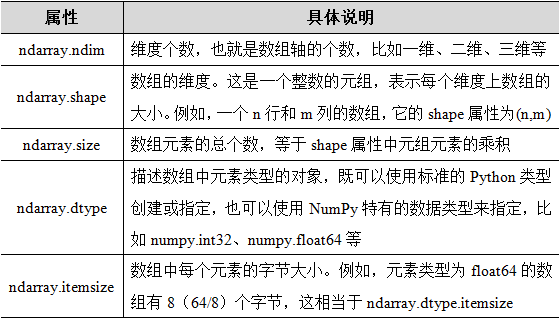 属性 具体说明
ndarray.ndim 维度个数，也就是数组轴的个数，比如一维、二维、三维等
ndarray.shape 数组的维度。这是一个整数的元组，表示每个维度上数组的
大小。例如，一个 n 行和 m 列的数组，它的 shape 属性为(n,m)
ndarray.size 数组元素的总个数，等于 shape 属性中元组元素的乘积
ndarray.dtype 描述数组中元素类型的对象，既可以使用标准的 Python 类型
创建或指定，也可以使用 NumPy 特有的数据类型来指定，比
如 numpy.int32、numpy.float64 等
ndarray.itemsize 数组中每个元素的字节大小。例如，元素类型为 float64 的数
组有 8（64/8）个字节，这相当于 ndarray.dtype.itemsize